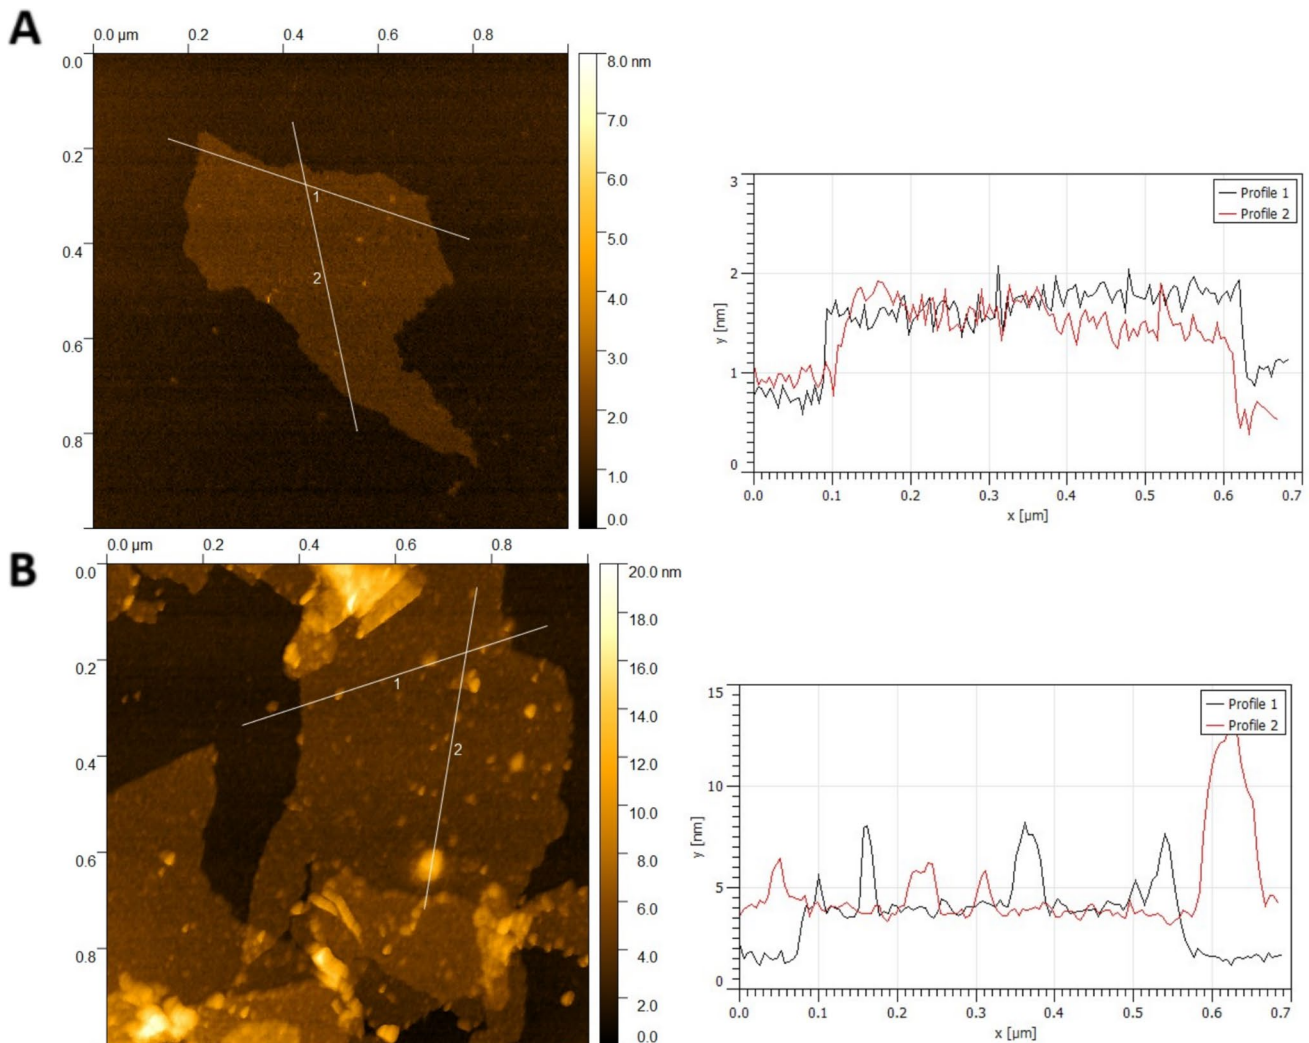 A
0.0 µm 0.2 0.4 0.6 0.8
0.0
0.2
0.4
0.6
0.8
1
2
8.0 nm
7.0
6.0
5.0
4.0
3.0
2.0
1.0
0.0
Profile 1
Profile 2
3
2
1
0
y [nm]
0.0 0.1 0.2 0.3 0.4 0.5 0.6 0.7
x [µm]
B
0.0 µm 0.2 0.4 0.6 0.8
0.0
0.2
0.4
0.6
0.8
1
2
20.0 nm
18.0
16.0
14.0
12.0
10.0
8.0
6.0
4.0
2.0
0.0
Profile 1
Profile 2
15
10
5
0
y [nm]
0.0 0.1 0.2 0.3 0.4 0.5 0.6 0.7
x [µm]